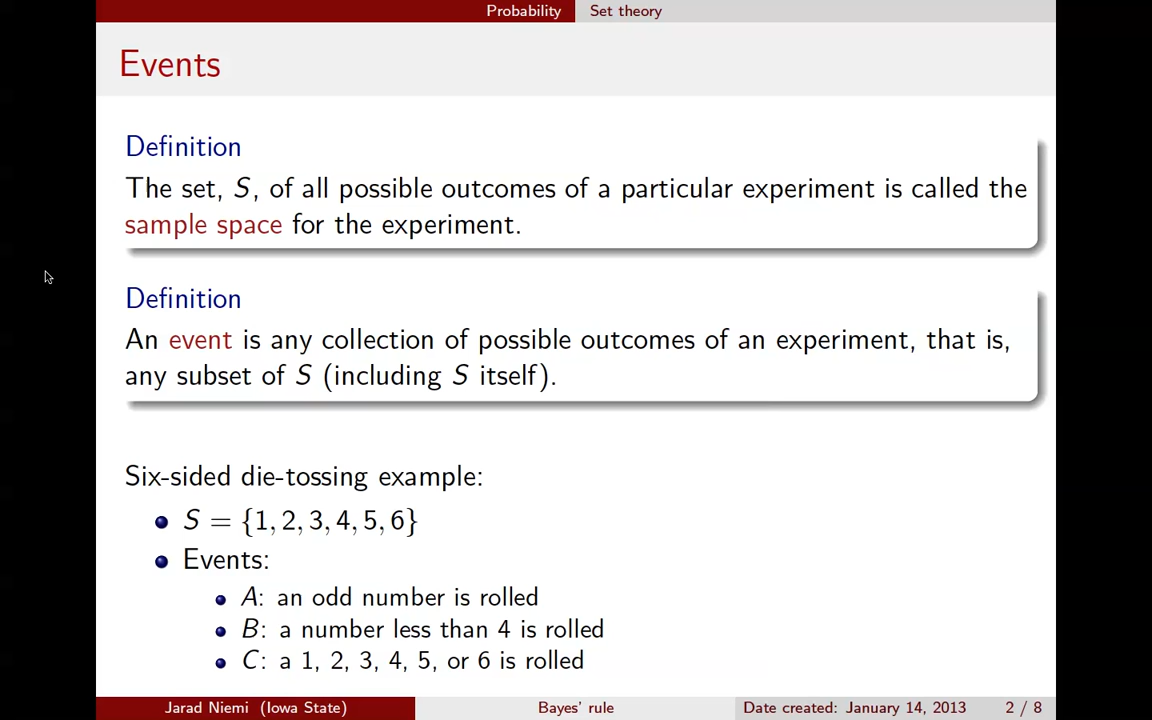 Probability Set theory
Events
Definition
The set, S, of all possible outcomes of a particular experiment is called the
sample space for the experiment.
Definition
An event is any collection of possible outcomes of an experiment, that is,
any subset of S (including S itself).
Six-sided die-tossing example:
S = {1, 2, 3, 4, 5, 6}
Events:
A: an odd number is rolled
B: a number less than 4 is rolled
C: a 1, 2, 3, 4, 5, or 6 is rolled
Jarad Niemi (Iowa State) Bayes' rule Date created: January 14, 2013 2 / 8